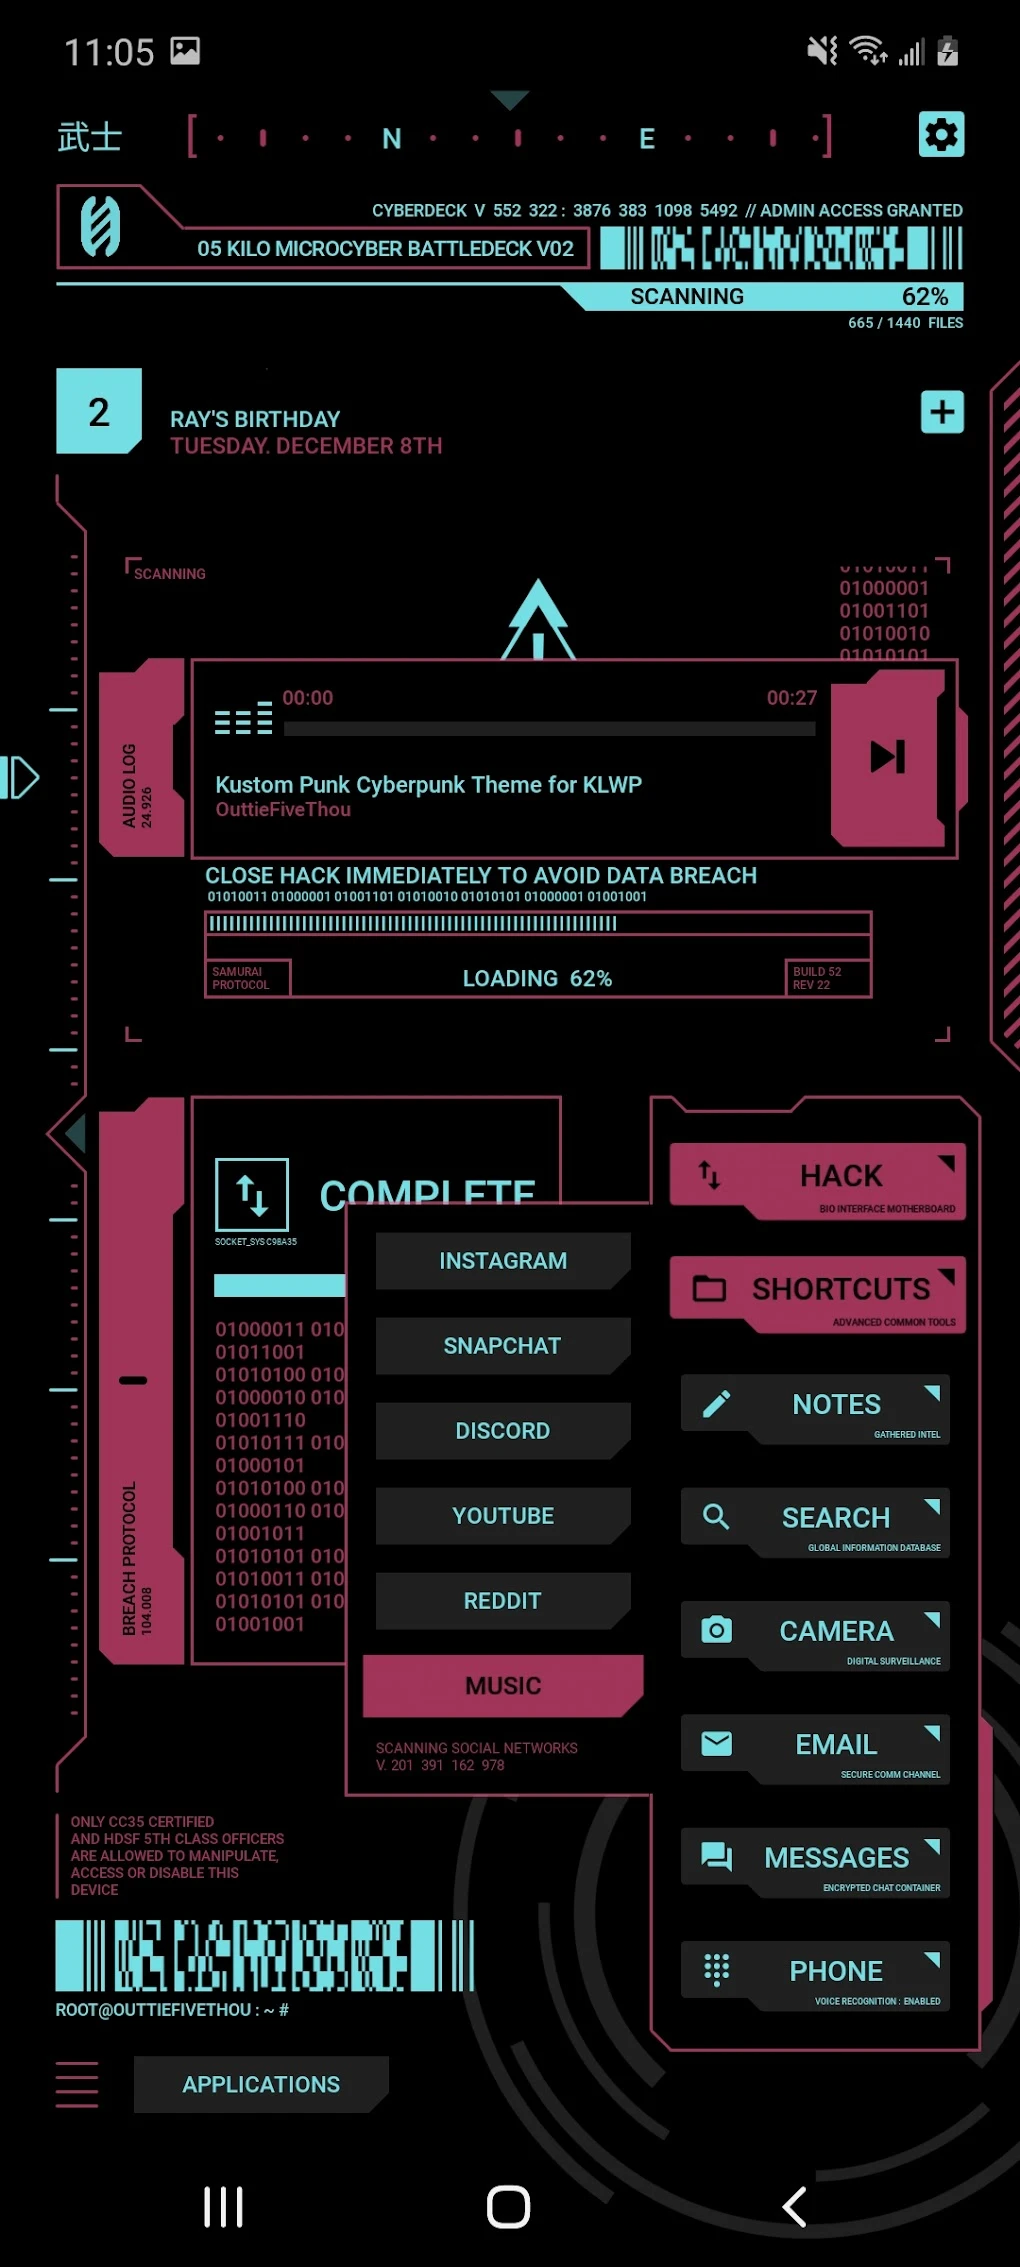 11:05
武士
N E
CYBERDECK V 552 322 : 3876 383 1098 5492 // ADMIN ACCESS GRANTED
05 KILO MICROCYBER BATTLEDECK V02
SCANNING 62%
665 / 1440 FILES
2
RAY'S BIRTHDAY
TUESDAY. DECEMBER 8TH
SCANNING
01010011
01000001
01001101
01010010
01010101
AUDIO LOG
24.926
00:00 00:27
Kustom Punk Cyberpunk Theme for KLWP
OuttieFiveThou
CLOSE HACK IMMEDIATELY TO AVOID DATA BREACH
01010011 01000001 01001101 01010010 01010101 01000001 01001001
SAMURAI
PROTOCOL
LOADING 62%
BUILD 52
REV 22
BREACH PROTOCOL
104.008
COMPLETE
SOCKET_SYS C98A35
01000011 010
01011001
01010100 010
01000010 010
01001110
01010111 010
01000101
01010100 010
01000110 010
01001011
01010101 010
01010011 010
01010101 010
01001001
INSTAGRAM
SNAPCHAT
DISCORD
YOUTUBE
REDDIT
MUSIC
SCANNING SOCIAL NETWORKS
V. 201 391 162 978
HACK
BIO INTERFACE MOTHERBOARD
SHORTCUTS
ADVANCED COMMON TOOLS
NOTES
GATHERED INTEL
SEARCH
GLOBAL INFORMATION DATABASE
CAMERA
DIGITAL SURVEILLANCE
EMAIL
SECURE COMM CHANNEL
MESSAGES
ENCRYPTED CHAT CONTAINER
PHONE
VOICE RECOGNITION : ENABLED
ONLY CC35 CERTIFIED
AND HDSF 5TH CLASS OFFICERS
ARE ALLOWED TO MANIPULATE,
ACCESS OR DISABLE THIS
DEVICE
ROOT@OUTTIEFIVETHOU : ~ #
APPLICATIONS